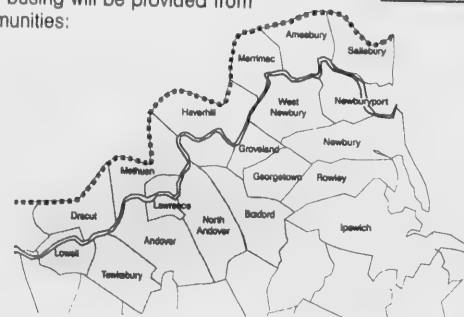 busing will be provided from
munities:
Amesbury
Salisbury
Merrimac
Haverhill
West
Newbury
Newburyport
Methuen
Groveland
Newbury
Georgetown
Rowley
Lawrence
Dracut
North
Andover
Boxford
Ipswich
Andover
Lowell
Tewksbury